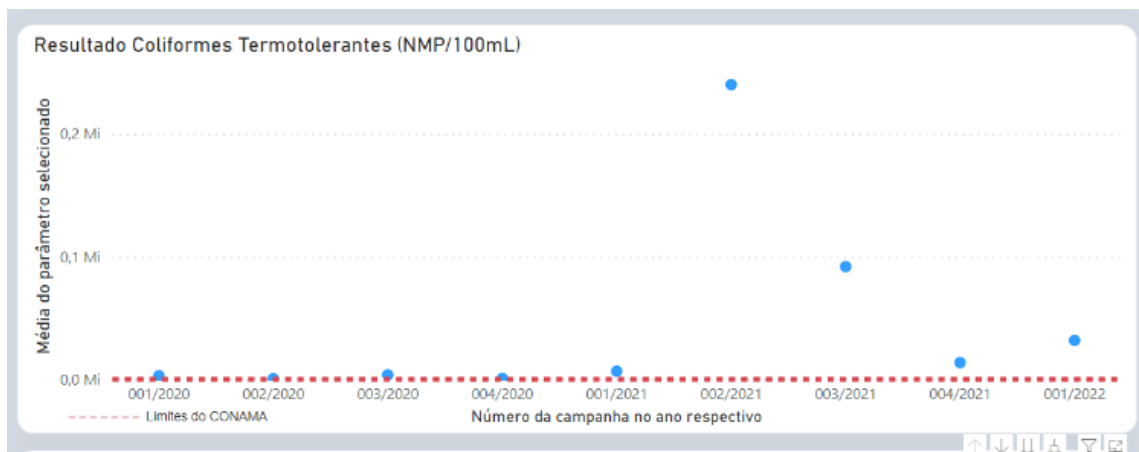 Resultado Coliformes Termotolerantes (NMP/100mL)
Média do parâmetro selecionado
0,2 Mi
0,1 Mi
0,0 Mi
001/2020 002/2020 003/2020 004/2020 001/2021 002/2021 003/2021 004/2021 001/2022
Limites do CONAMA
Número da campanha no ano respectivo